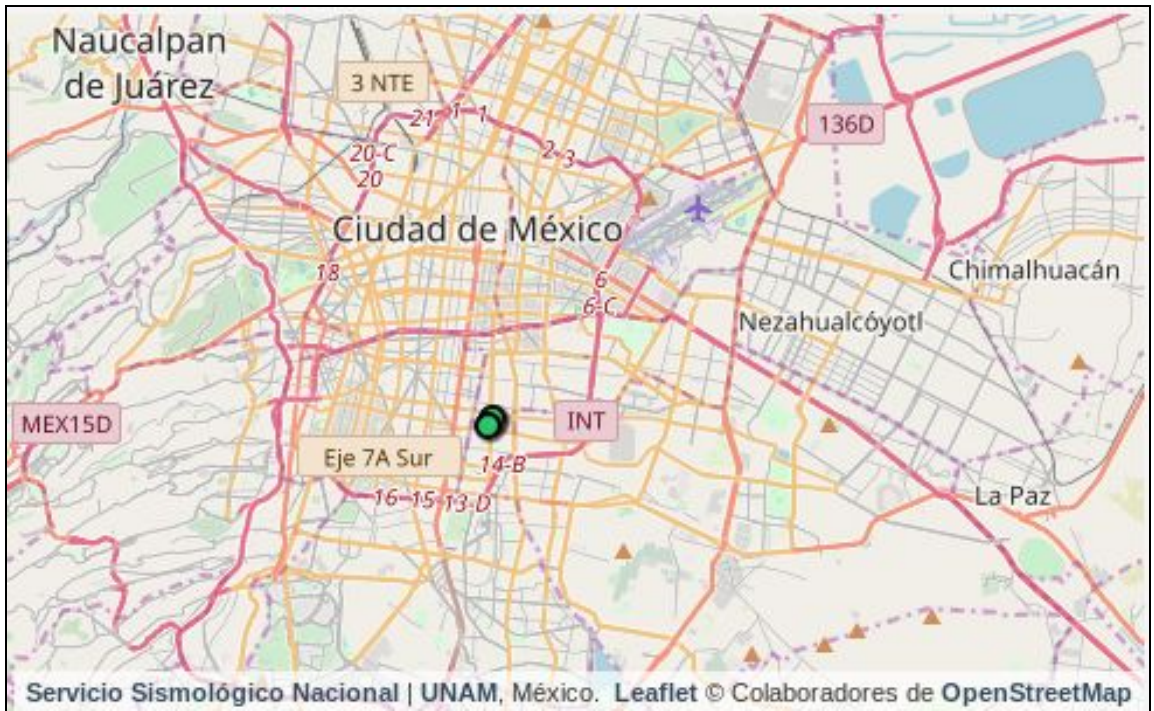 Naucalpan
de Juárez
3 NTE
21
1
1
136D
20-C
2
3
20
Ciudad de México
18
6
Chimalhuacán
6-C
Nezahualcóyotl
MEX15D
INT
Eje 7A Sur
14-B
16
15
13-D
La Paz
Servicio Sismológico Nacional | UNAM, México. Leaflet © Colaboradores de OpenStreetMap